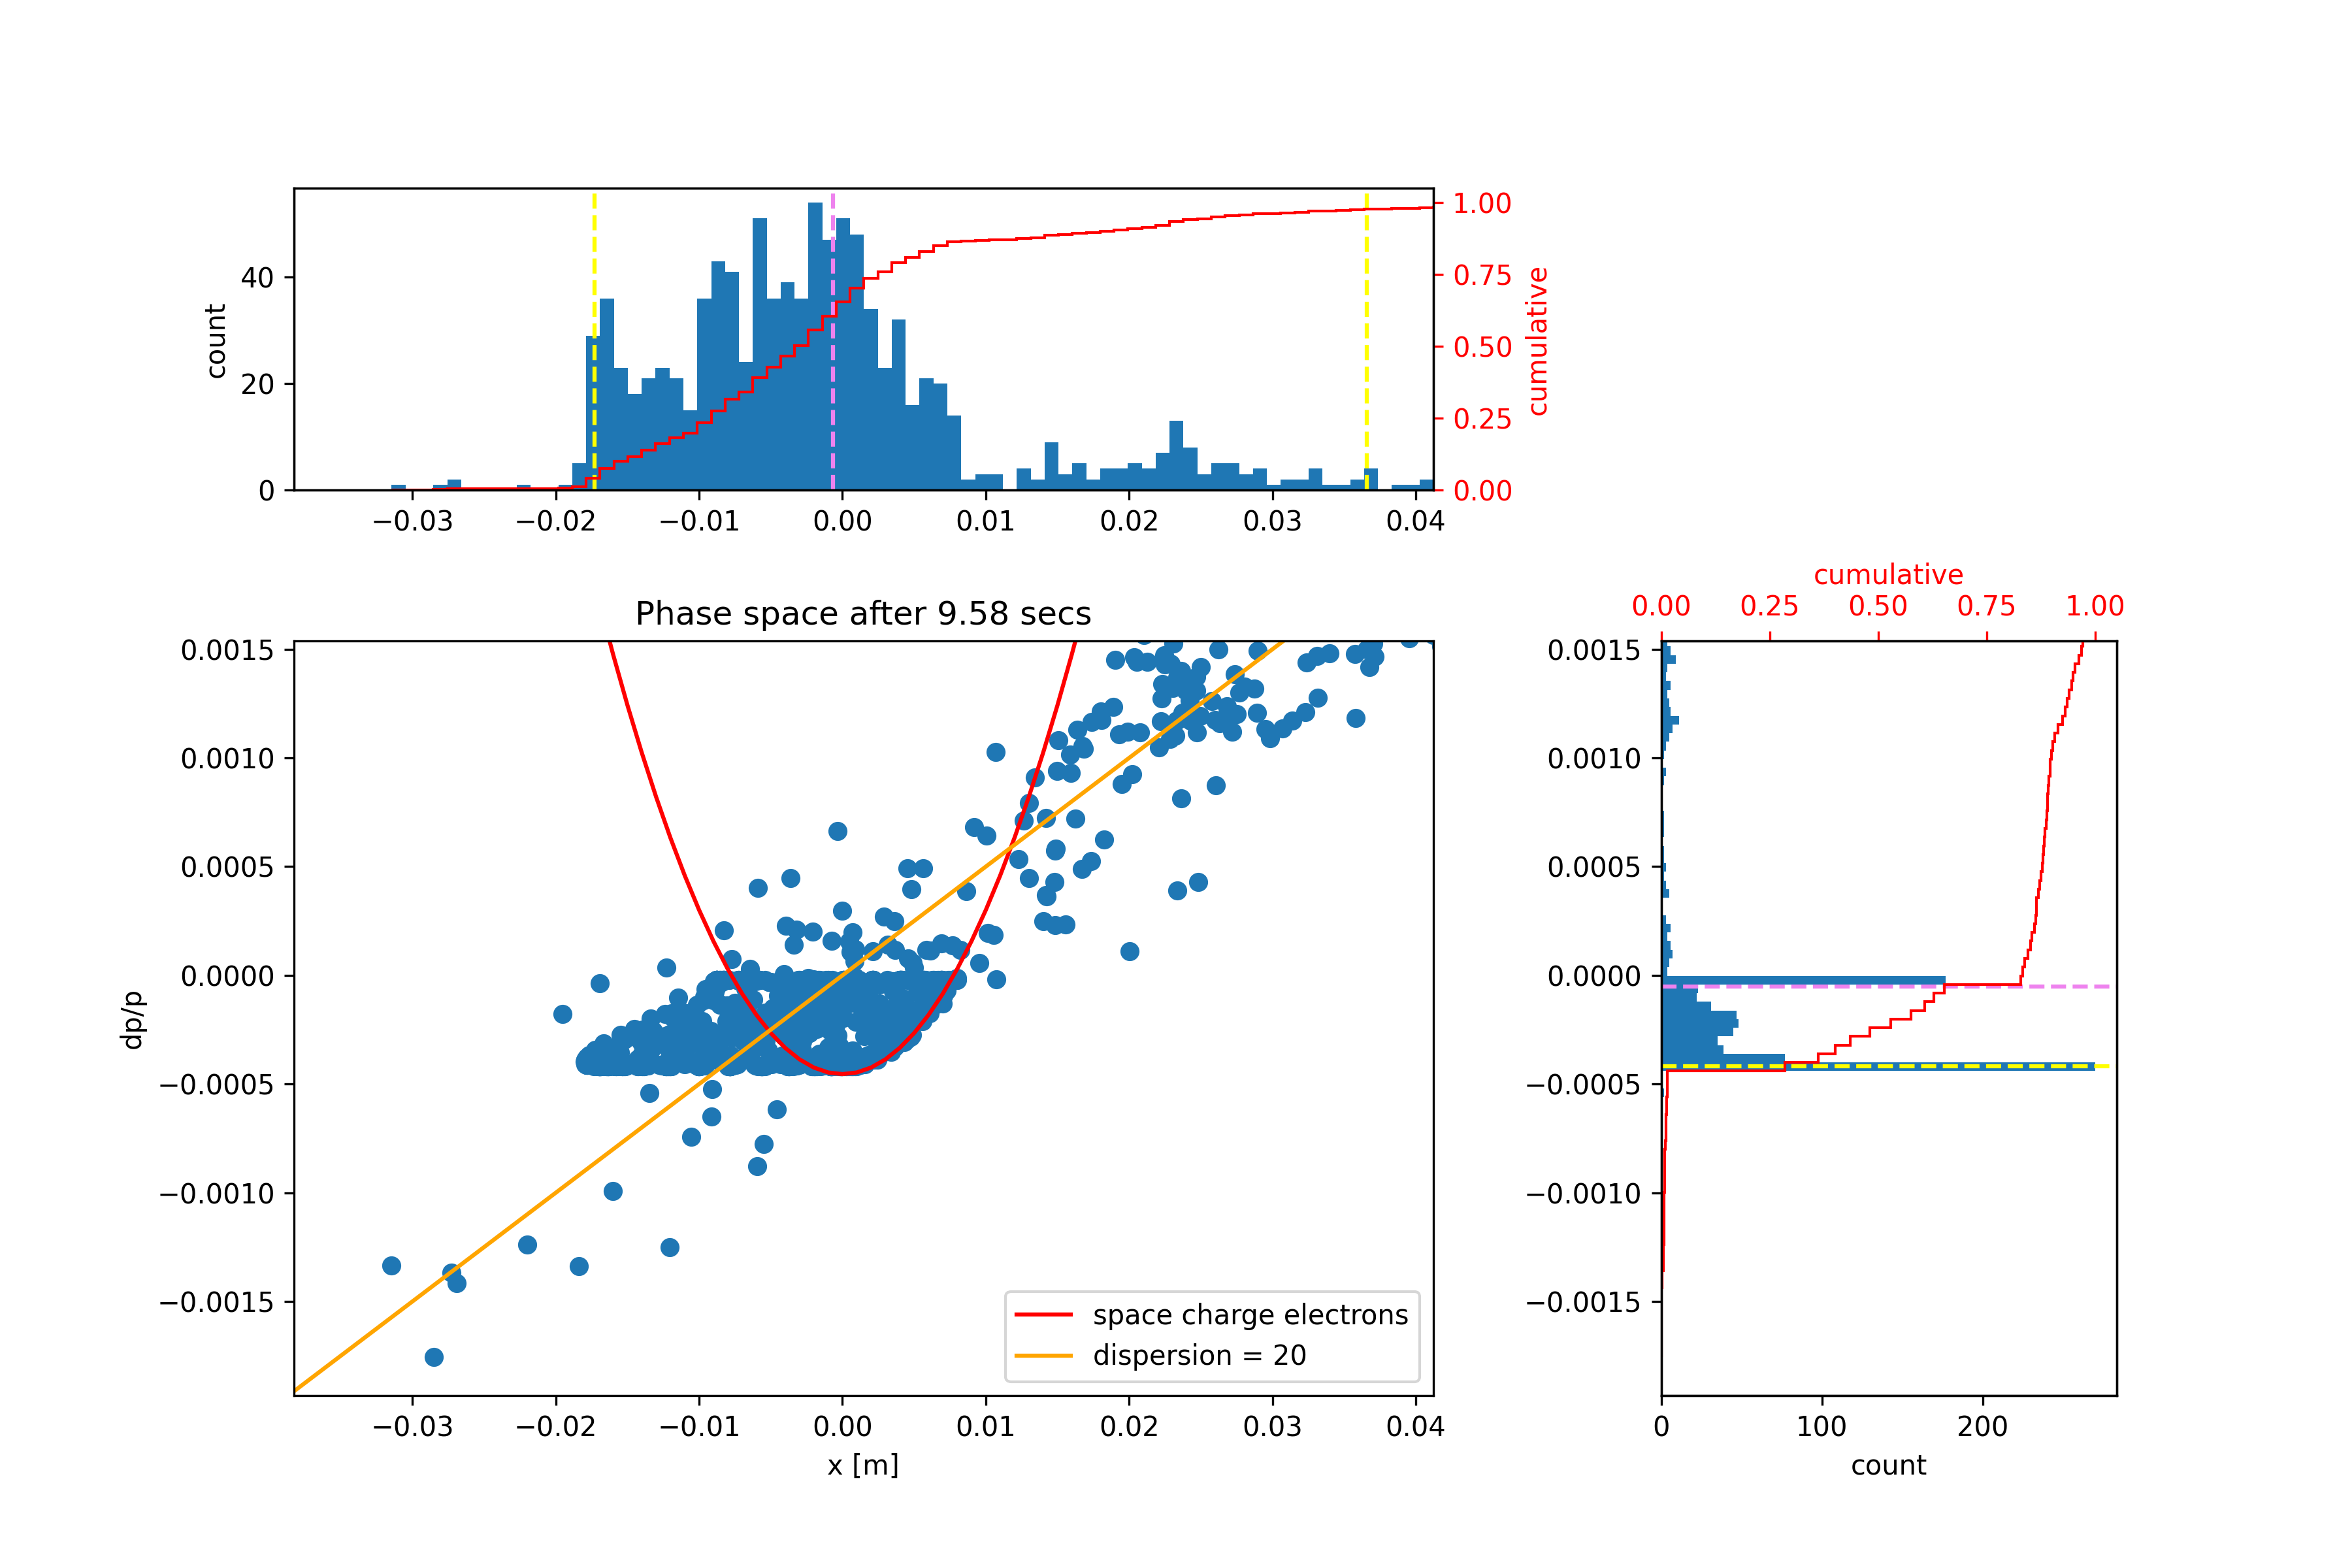 count
40
20
0
1.00
0.75
0.50
0.25
0.00
cumulative
−0.03 −0.02 −0.01 0.00 0.01 0.02 0.03 0.04
Phase space after 9.58 secs
dp/p
0.0015
0.0010
0.0005
0.0000
−0.0005
−0.0010
−0.0015
space charge electrons
dispersion = 20
−0.03 −0.02 −0.01 0.00 0.01 0.02 0.03 0.04
x [m]
cumulative
0.00 0.25 0.50 0.75 1.00
0.0015
0.0010
0.0005
0.0000
−0.0005
−0.0010
−0.0015
0 100 200
count